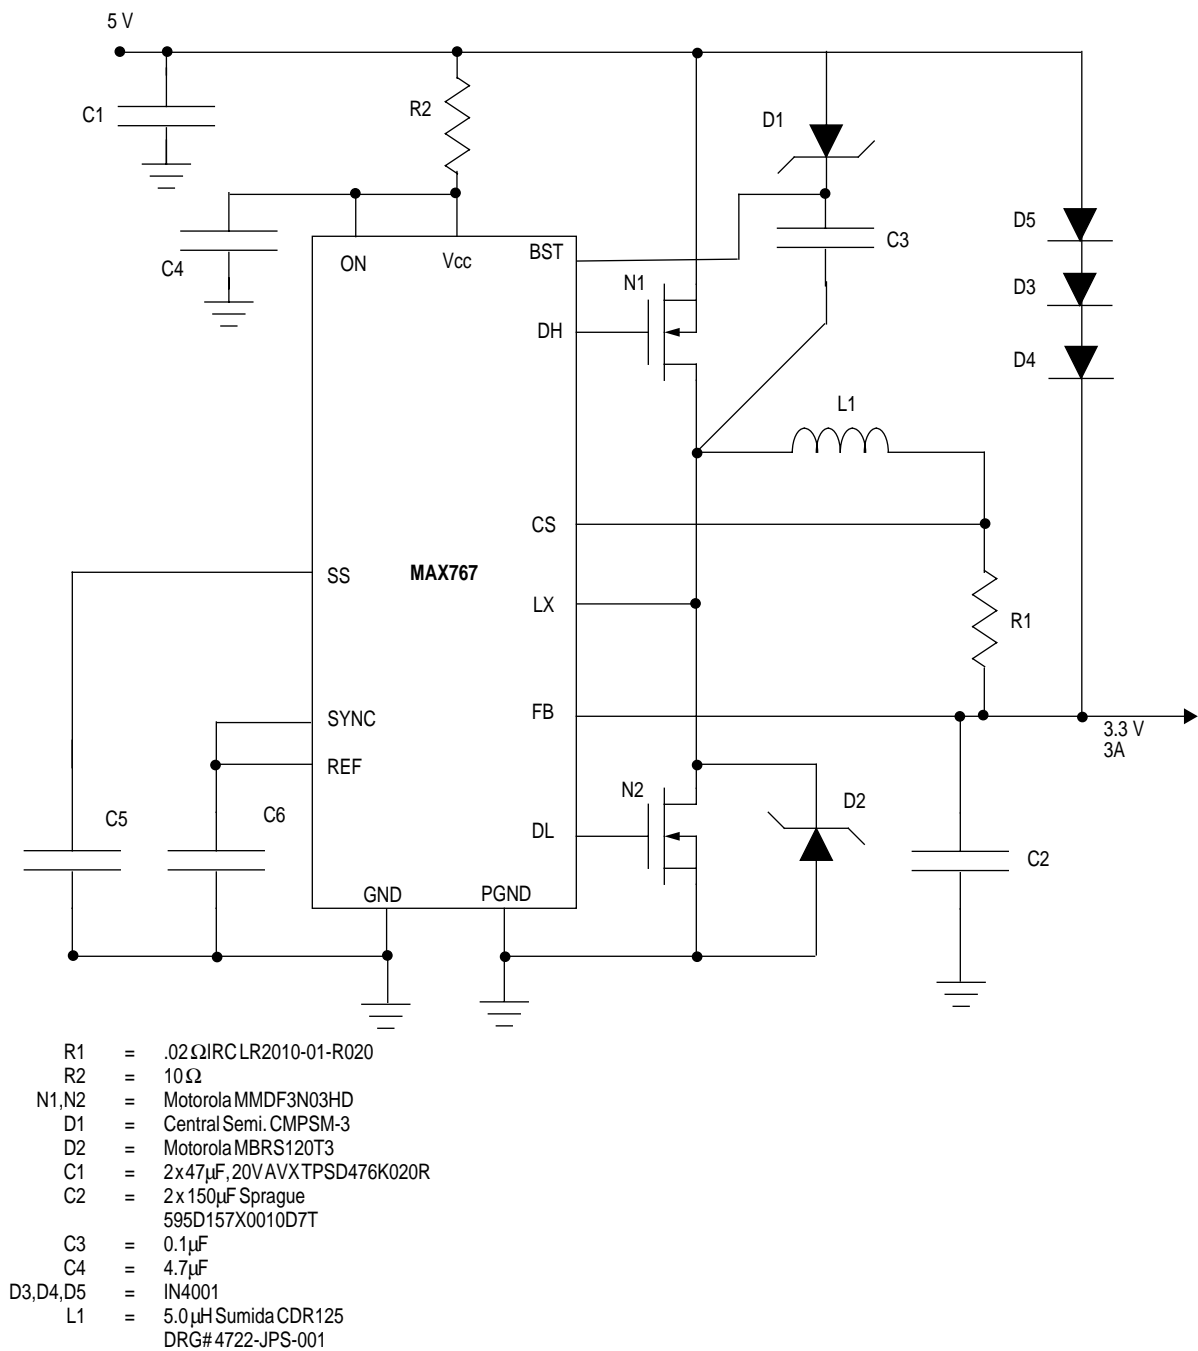 5 V
C1
R2
D1
C4
ON
Vcc
BST
C3
D5
N1
D3
DH
D4
L1
CS
SS
MAX767
LX
R1
SYNC
FB
3.3 V
3A
REF
N2
D2
C5
C6
DL
C2
GND
PGND
R1 = .02 Ω IRC LR2010-01-R020
R2 = 10 Ω
N1,N2 = Motorola MMDF3N03HD
D1 = Central Semi. CMPSM-3
D2 = Motorola MBRS120T3
C1 = 2 x 47μF, 20V AVX TPSD476K020R
C2 = 2 x 150μF Sprague
595D157X0010D7T
C3 = 0.1μF
C4 = 4.7μF
D3,D4,D5 = IN4001
L1 = 5.0 μH Sumida CDR125
DRG# 4722-JPS-001